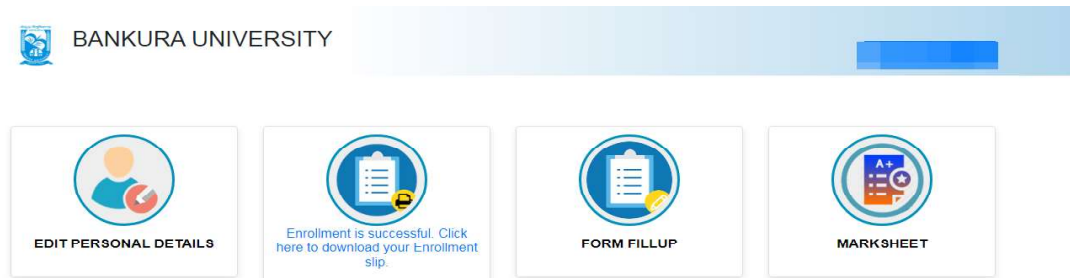 BANKURA UNIVERSITY
EDIT PERSONAL DETAILS
Enrollment is successful. Click
here to download your Enrollment
slip.
FORM FILLUP
A+
MARKSHEET